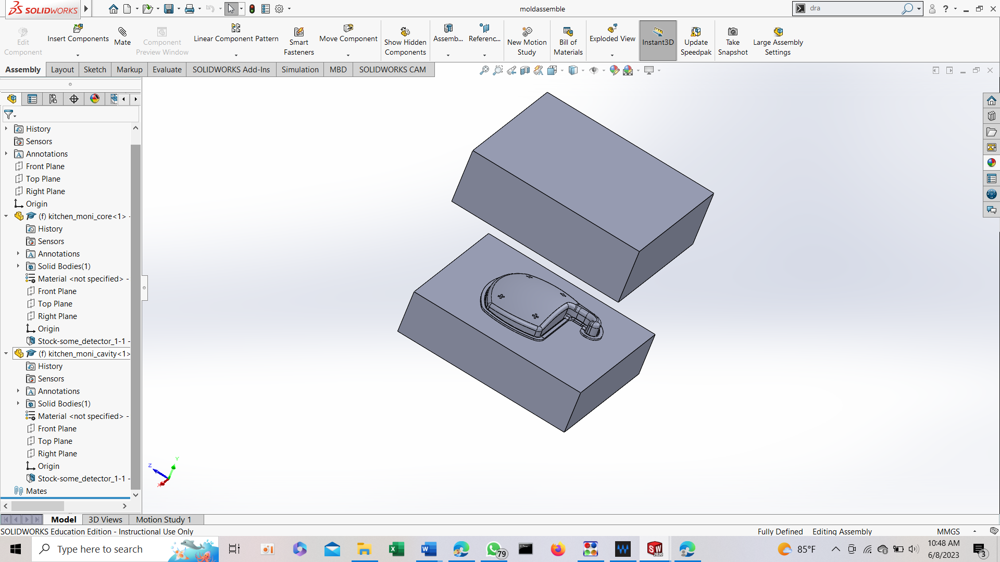 SOLIDWORKS
moldassemble
dra
Edit Component
Insert Components
Mate
Component Preview Window
Linear Component Pattern
Smart Fasteners
Move Component
Show Hidden Components
Assemb...
Referenc...
New Motion Study
Bill of Materials
Exploded View
Instant3D
Update Speedpak
Take Snapshot
Large Assembly Settings
Assembly
Layout
Sketch
Markup
Evaluate
SOLIDWORKS Add-Ins
Simulation
MBD
SOLIDWORKS CAM
History
Sensors
Annotations
Front Plane
Top Plane
Right Plane
Origin
(f) kitchen_moni_core<1> -
History
Sensors
Annotations
Solid Bodies(1)
Material <not specified> -
Front Plane
Top Plane
Right Plane
Origin
Stock-some_detector_1-1 -
(f) kitchen_moni_cavity<1>
History
Sensors
Annotations
Solid Bodies(1)
Material <not specified> -
Front Plane
Top Plane
Right Plane
Origin
Stock-some_detector_1-1 -
Mates
Y
Z
X
Model
3D Views
Motion Study 1
SOLIDWORKS Education Edition - Instructional Use Only
Fully Defined
Editing Assembly
MMGS
Type here to search
79
SW
2020
85°F
10:48 AM
6/8/2023
3